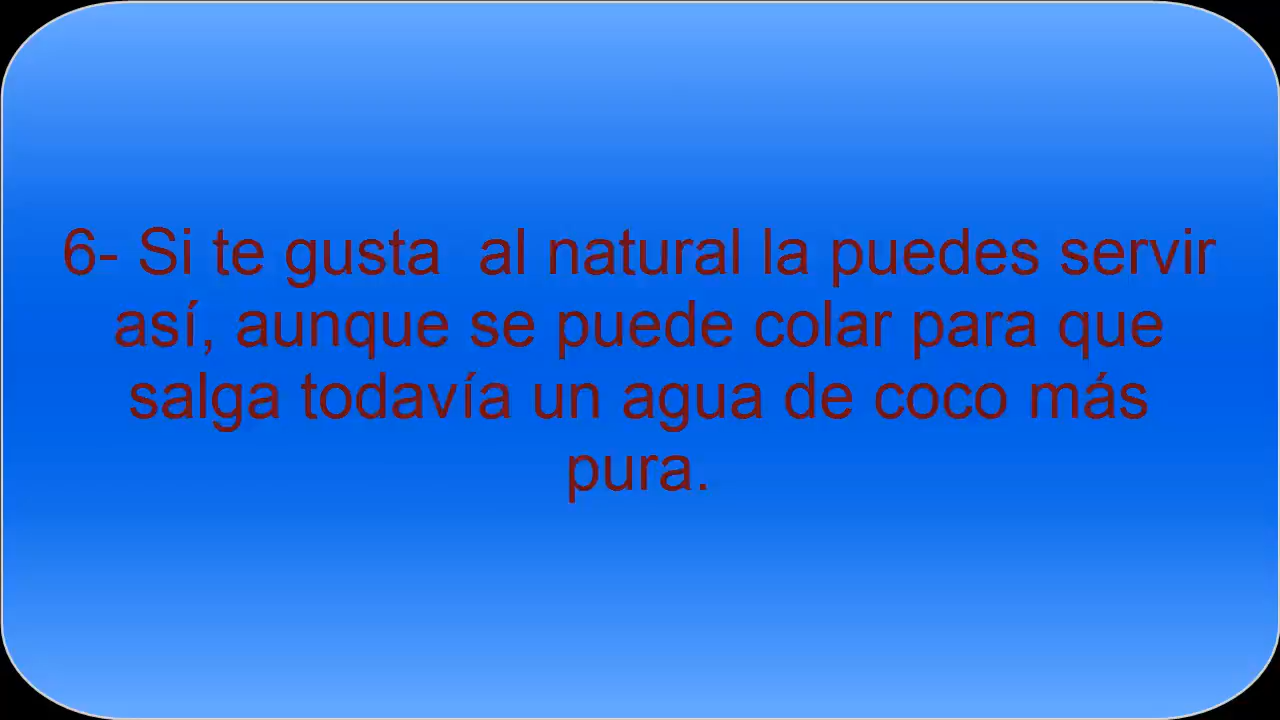 6- Si te gusta  al natural la puedes servir
así, aunque se puede colar para que
salga todavía un agua de coco más
pura.